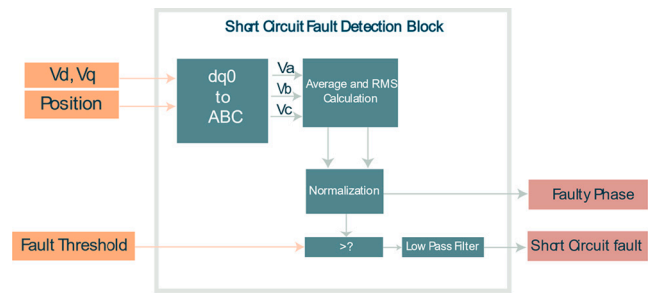 Short Circuit Fault Detection Block
Vd, Vq
Position
dq0
to
ABC
Va
Vb
Vc
Average and RMS
Calculation
Normalization
Faulty Phase
Fault Threshold
>?
Low Pass Filter
Short Circuit fault